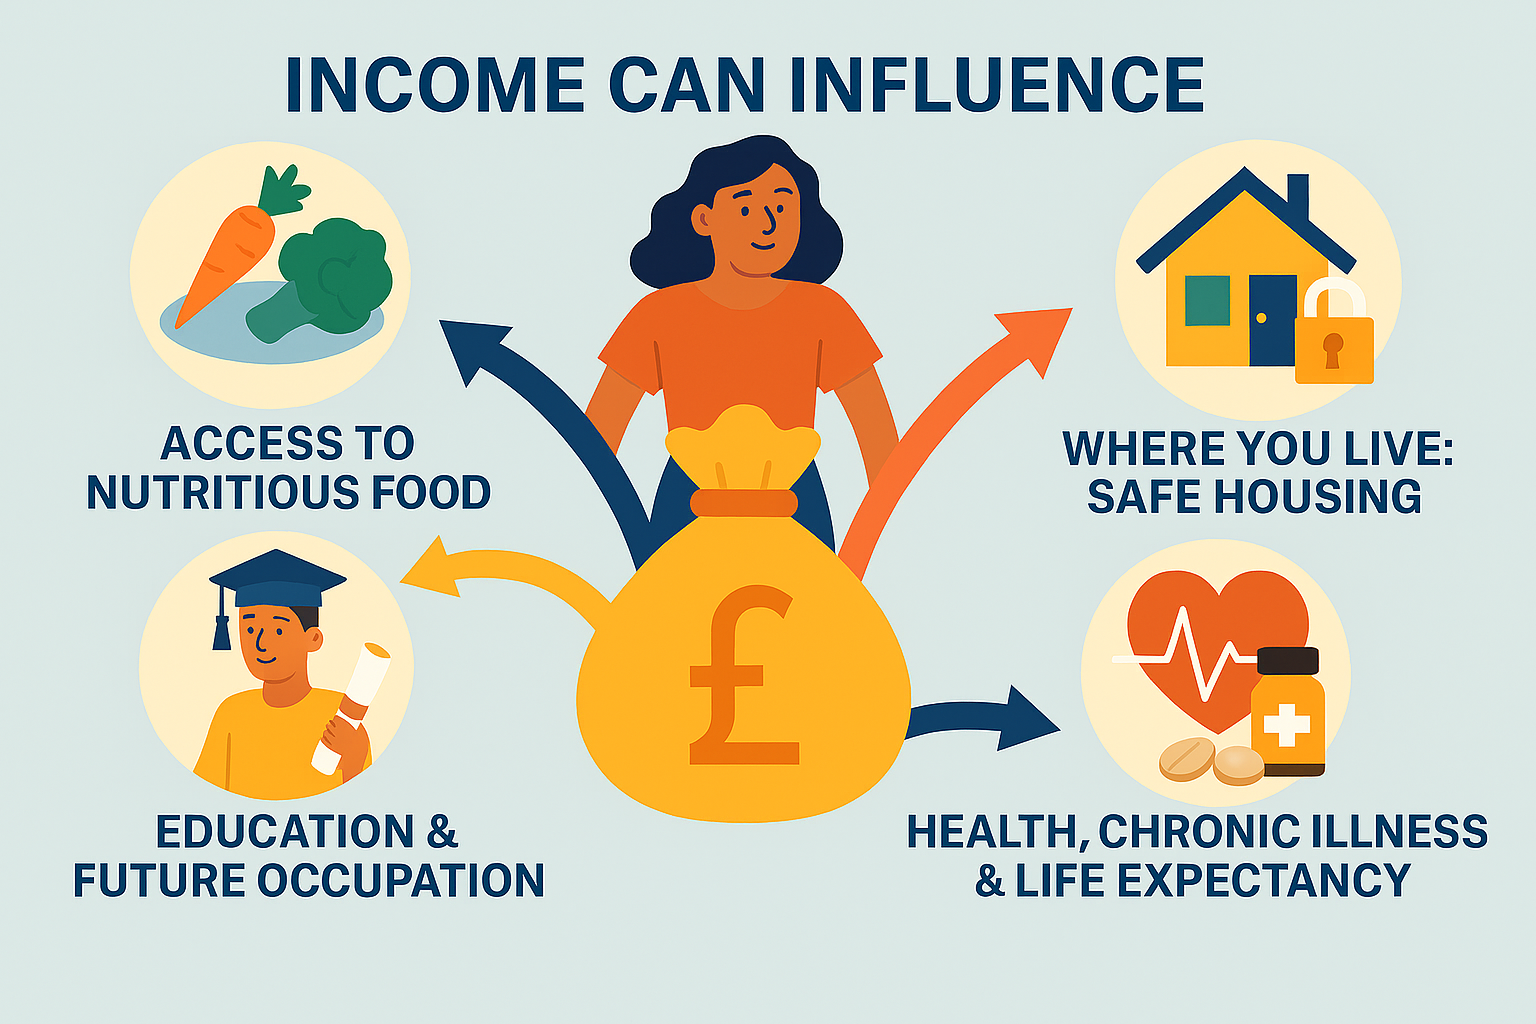 INCOME CAN INFLUENCE
ACCESS TO
NUTRITIOUS FOOD
WHERE YOU LIVE:
SAFE HOUSING
£
EDUCATION &
FUTURE OCCUPATION
HEALTH, CHRONIC ILLNESS
& LIFE EXPECTANCY